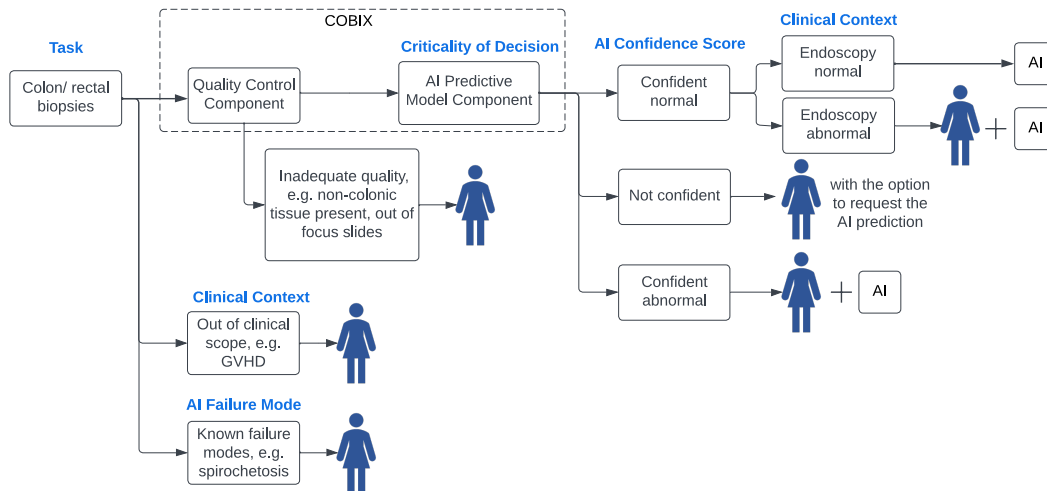 COBIX
Task
Colon/ rectal
biopsies
Quality Control
Component
Criticality of Decision
AI Predictive
Model Component
AI Confidence Score
Confident
normal
Clinical Context
Endoscopy
normal
AI
Endoscopy
abnormal
+
AI
Inadequate quality,
e.g. non-colonic
tissue present, out of
focus slides
Not confident
with the option
to request the
AI prediction
Confident
abnormal
+
AI
Clinical Context
Out of clinical
scope, e.g.
GVHD
AI Failure Mode
Known failure
modes, e.g.
spirochetosis